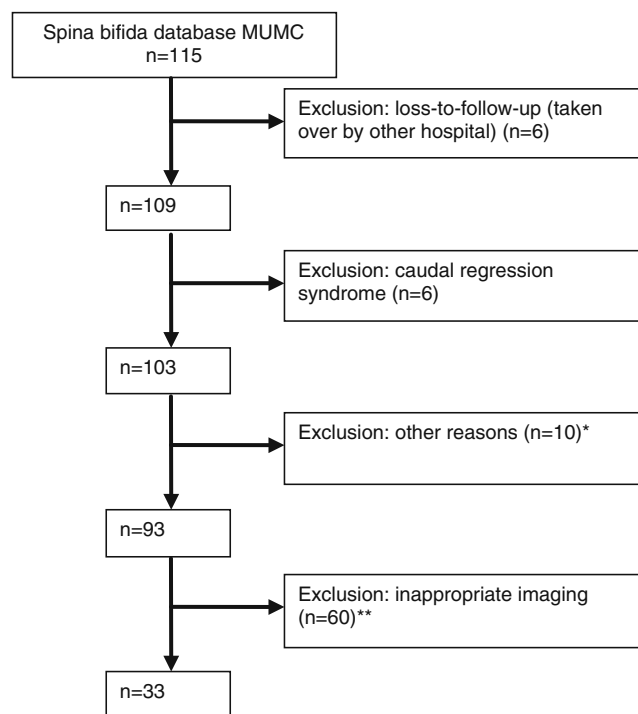 Spina bifida database MUMC
n=115
Exclusion: loss-to-follow-up (taken
over by other hospital) (n=6)
n=109
Exclusion: caudal regression
syndrome (n=6)
n=103
Exclusion: other reasons (n=10)*
n=93
Exclusion: inappropriate imaging
(n=60)**
n=33